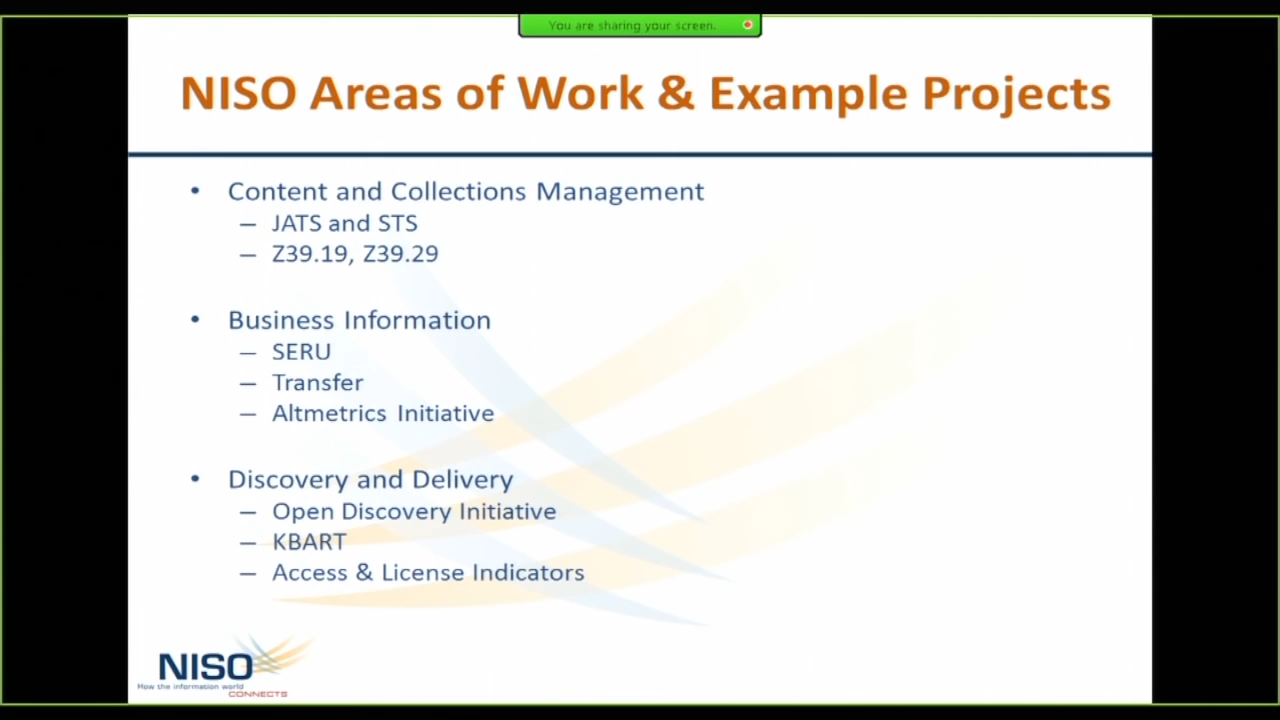 You are sharing your screen.
NISO Areas of Work & Example Projects
• Content and Collections Management
– JATS and STS
– Z39.19, Z39.29
• Business Information
– SERU
– Transfer
– Altmetrics Initiative
• Discovery and Delivery
– Open Discovery Initiative
– KBART
– Access & License Indicators
NISO
How the information world
CONNECTS